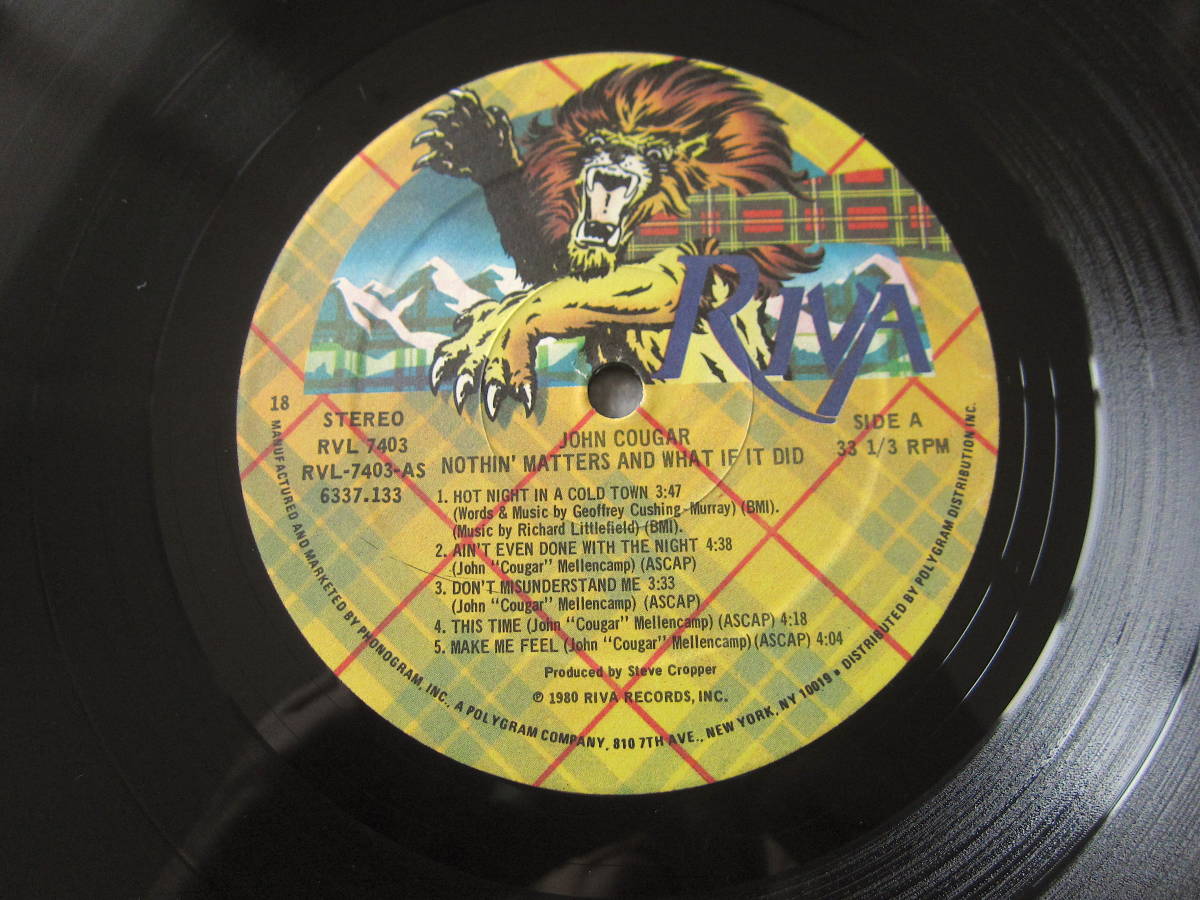 RIVA
18
STEREO
RVL 7403
RVL-7403-AS
6337.133
SIDE A
33 1/3 RPM
JOHN COUGAR
NOTHIN' MATTERS AND WHAT IF IT DID
1. HOT NIGHT IN A COLD TOWN 3:47
(Words & Music by Geoffrey Cushing-Murray) (BMI).
(Music by Richard Littlefield) (BMI).
2. AIN'T EVEN DONE WITH THE NIGHT 4:38
(John "Cougar" Mellencamp) (ASCAP)
3. DON'T MISUNDERSTAND ME 3:33
(John "Cougar" Mellencamp) (ASCAP)
4. THIS TIME (John "Cougar" Mellencamp) (ASCAP) 4:18
5. MAKE ME FEEL (John "Cougar" Mellencamp) (ASCAP) 4:04
Produced by Steve Cropper
℗ 1980 RIVA RECORDS, INC.
MANUFACTURED AND MARKETED BY PHONOGRAM, INC., A POLYGRAM COMPANY, 810 7TH AVE., NEW YORK, NY 10019 • DISTRIBUTED BY POLYGRAM DISTRIBUTION INC.